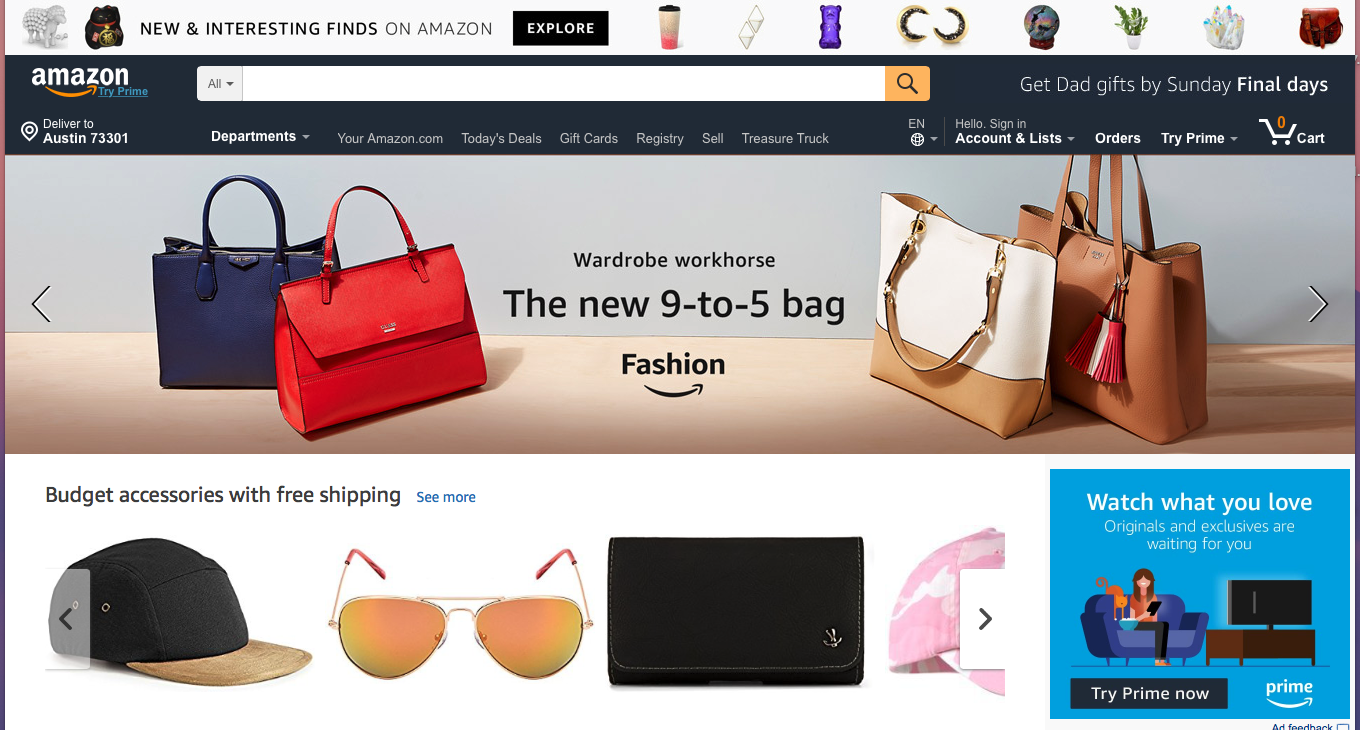 NEW & INTERESTING FINDS ON AMAZON EXPLORE
amazon
Try Prime
All
Get Dad gifts by Sunday Final days
Deliver to
Austin 73301
Departments
Your Amazon.com Today's Deals Gift Cards Registry Sell Treasure Truck
EN
Hello. Sign in
Account & Lists
Orders
Try Prime
0
Cart
Wardrobe workhorse
The new 9-to-5 bag
Fashion
GUESS
Budget accessories with free shipping See more
Watch what you love
Originals and exclusives are
waiting for you
Try Prime now
prime
Ad feedback